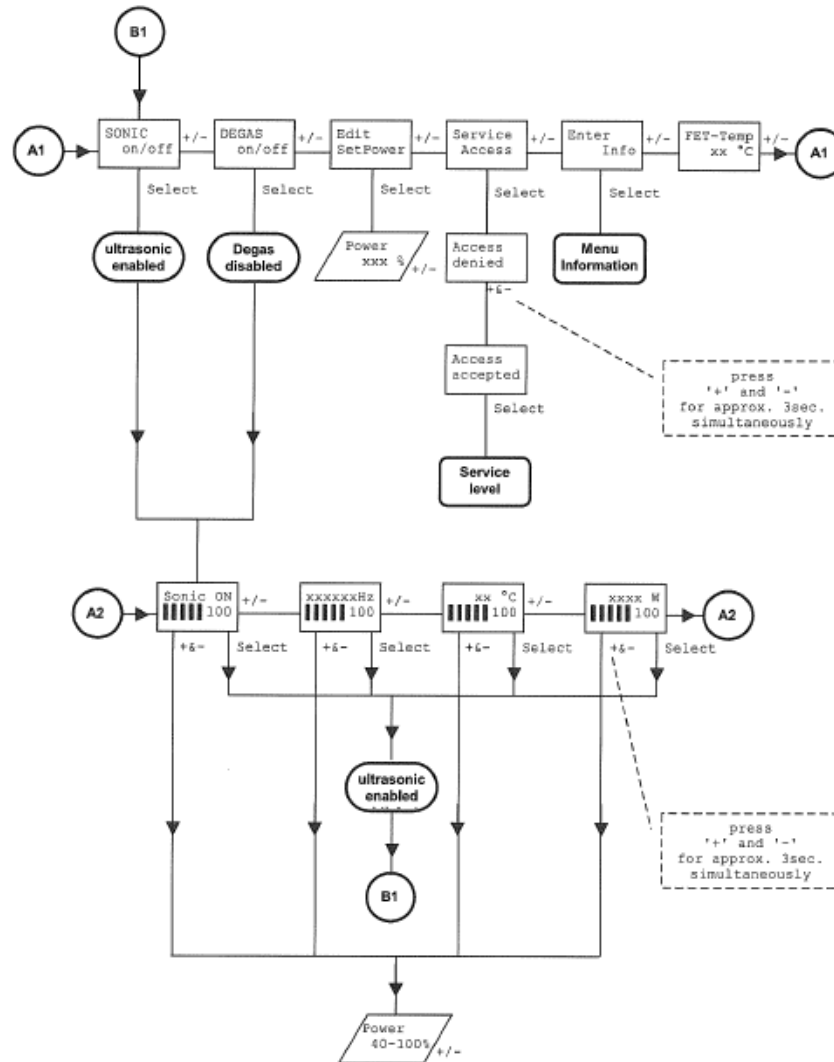 B1
A1
SONIC
on/off
+/-
DEGAS
on/off
+/-
Edit
SetPower
+/-
Service
Access
+/-
Enter
Info
+/-
FET-Temp
xx °C
+/-
A1
Select
Select
Select
Select
Select
ultrasonic
enabled
Degas
disabled
Power
xxx %
+/-
Access
denied
+&-
Menu
Information
Access
accepted
Select
press
'+' and '-'
for approx. 3sec.
simultaneously
Service
level
A2
Sonic ON
100
+/-
xxxxxxHz
100
+/-
xx °C
100
+/-
xxxx W
100
A2
+&-
Select
+&-
Select
+&-
Select
+&-
Select
ultrasonic
enabled
press
'+' and '-'
for approx. 3sec.
simultaneously
B1
Power
40-100%
+/-